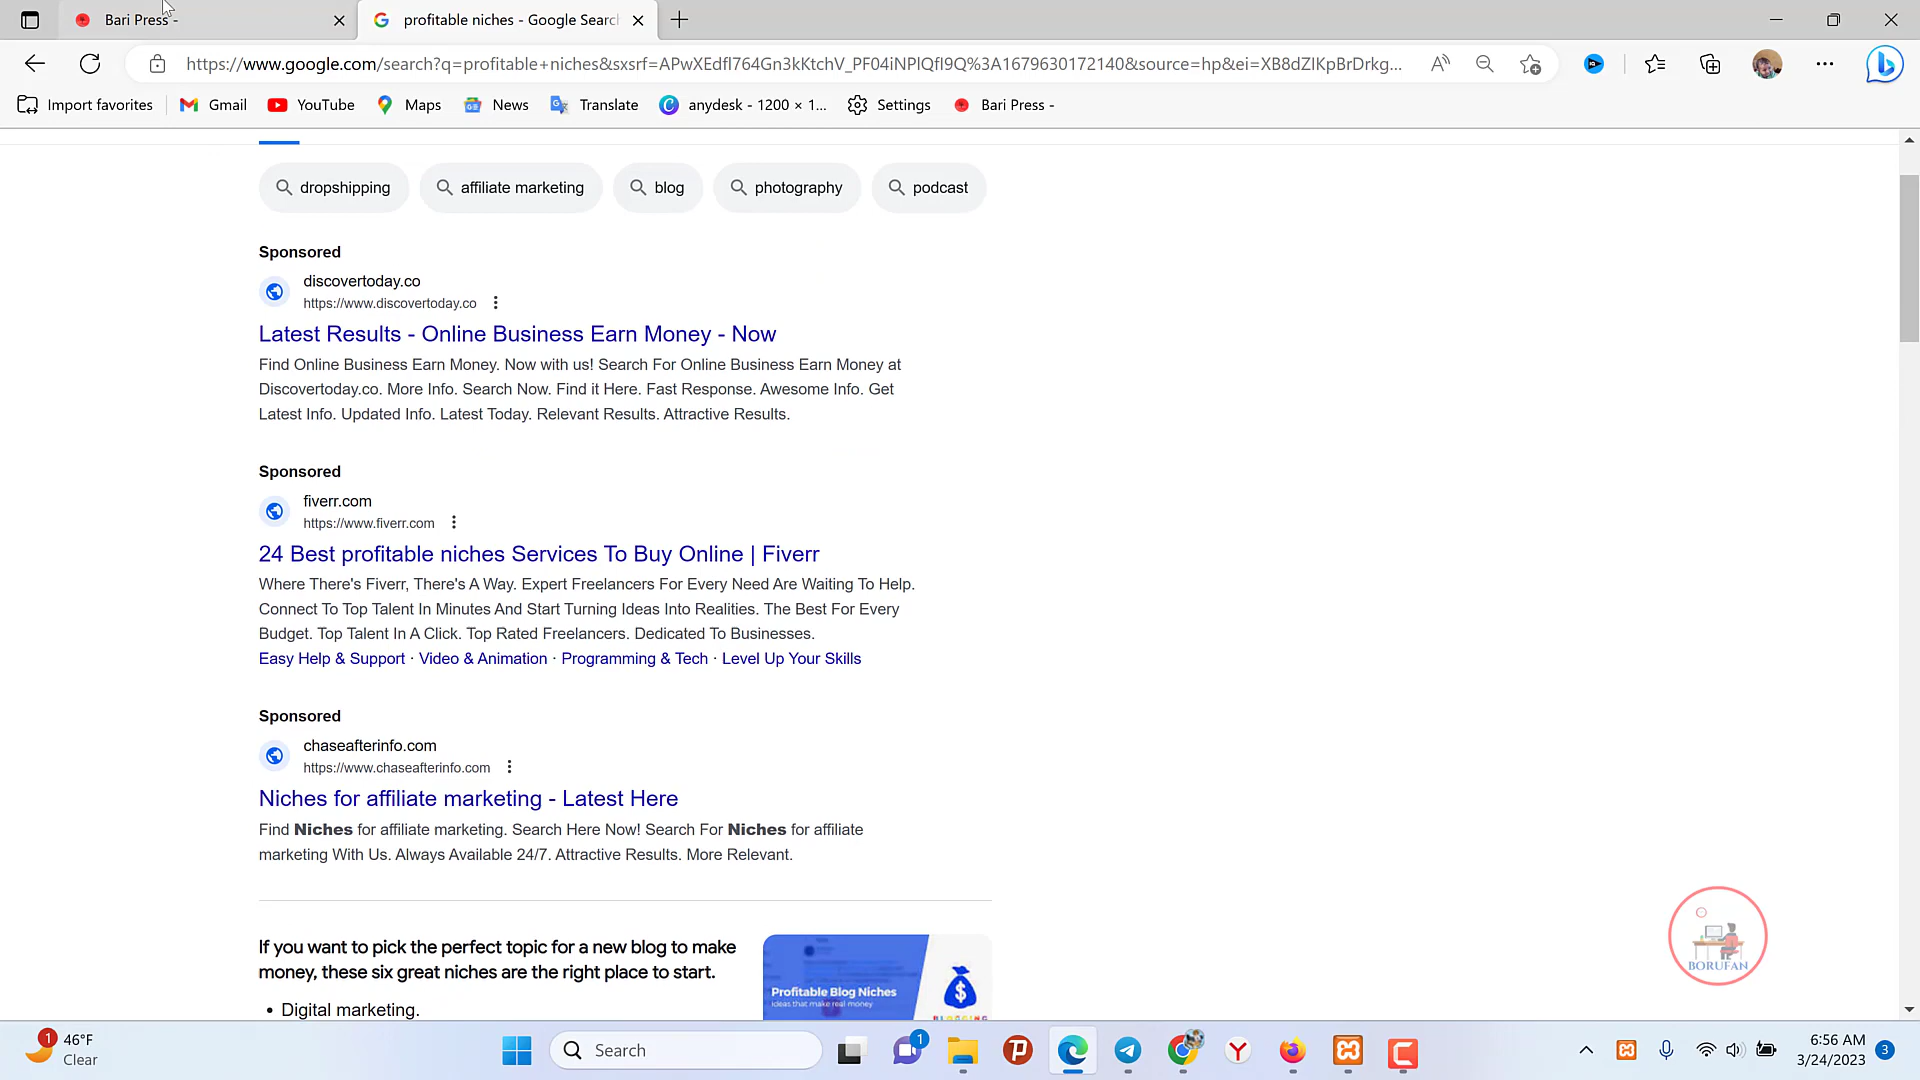 Bari Press -
profitable niches - Google Searc
https://www.google.com/search?q=profitable+niches&sxsrf=APwXEdfl764Gn3kKtchV_PF04iNPlQfl9Q%3A1679630172140&source=hp&ei=XB8dZIKpBrDrkg...
Import favorites
Gmail
YouTube
Maps
News
Translate
anydesk - 1200 × 1...
Settings
Bari Press -
dropshipping
affiliate marketing
blog
photography
podcast
Sponsored
discovertoday.co
https://www.discovertoday.co
Latest Results - Online Business Earn Money - Now
Find Online Business Earn Money. Now with us! Search For Online Business Earn Money at
Discovertoday.co. More Info. Search Now. Find it Here. Fast Response. Awesome Info. Get
Latest Info. Updated Info. Latest Today. Relevant Results. Attractive Results.
Sponsored
fiverr.com
https://www.fiverr.com
24 Best profitable niches Services To Buy Online | Fiverr
Where There's Fiverr, There's A Way. Expert Freelancers For Every Need Are Waiting To Help.
Connect To Top Talent In Minutes And Start Turning Ideas Into Realities. The Best For Every
Budget. Top Talent In A Click. Top Rated Freelancers. Dedicated To Businesses.
Easy Help & Support · Video & Animation · Programming & Tech · Level Up Your Skills
Sponsored
chaseafterinfo.com
https://www.chaseafterinfo.com
Niches for affiliate marketing - Latest Here
Find Niches for affiliate marketing. Search Here Now! Search For Niches for affiliate
marketing With Us. Always Available 24/7. Attractive Results. More Relevant.
If you want to pick the perfect topic for a new blog to make
money, these six great niches are the right place to start.
• Digital marketing.
Profitable Blog Niches
Ideas that make real money
BORUFAN
1
46°F
Clear
Search
1
6:56 AM
3/24/2023
3